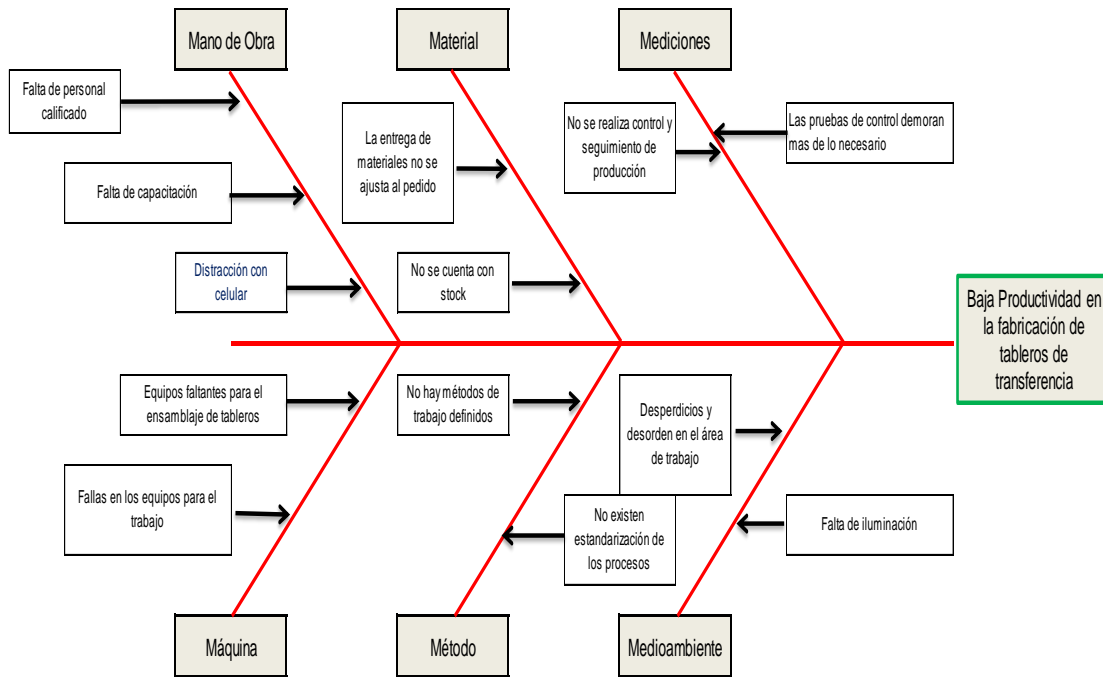 Mano de Obra
Material
Mediciones
Falta de personal
calificado
La entrega de
materiales no se
ajusta al pedido
No se realiza control y
seguimiento de
producción
Las pruebas de control demoran
mas de lo necesario
Falta de capacitación
Distracción con
celular
No se cuenta con
stock
Baja Productividad en
la fabricación de
tableros de
transferencia
Equipos faltantes para el
ensamblaje de tableros
No hay métodos de
trabajo definidos
Desperdicios y
desorden en el área
de trabajo
Fallas en los equipos para el
trabajo
No existen
estandarización de
los procesos
Falta de iluminación
Máquina
Método
Medioambiente